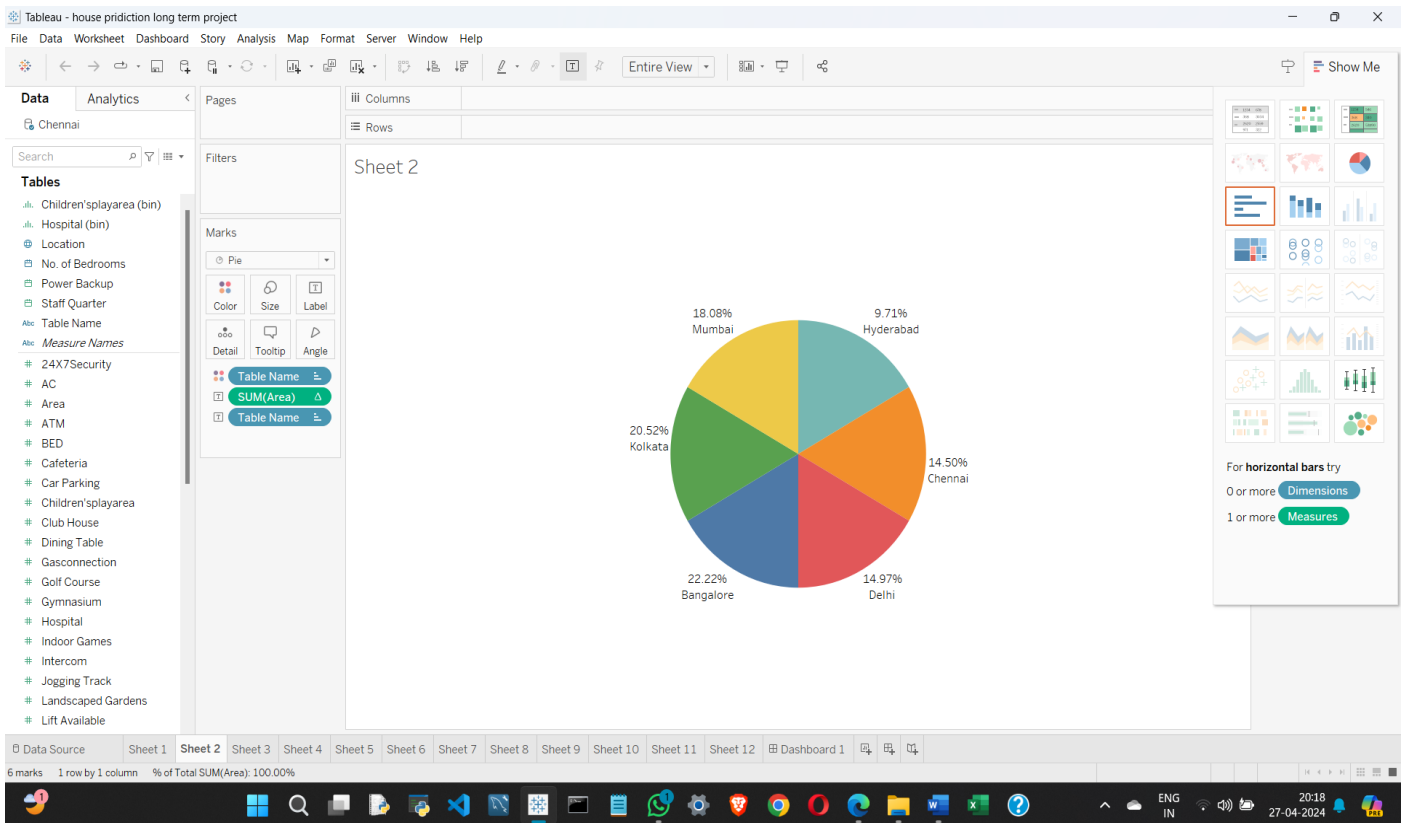 Tableau - house pridiction long term project
File Data Worksheet Dashboard Story Analysis Map Format Server Window Help
Entire View
Show Me
Data Analytics
Chennai
Search
Tables
Children'splayarea (bin)
Hospital (bin)
Location
No. of Bedrooms
Power Backup
Staff Quarter
Abc Table Name
Abc Measure Names
# 24X7Security
# AC
# Area
# ATM
# BED
# Cafeteria
# Car Parking
# Children'splayarea
# Club House
# Dining Table
# Gasconnection
# Golf Course
# Gymnasium
# Hospital
# Indoor Games
# Intercom
# Jogging Track
# Landscaped Gardens
# Lift Available
Pages
Filters
Marks
Pie
Color Size Label
Detail Tooltip Angle
Table Name
SUM(Area) Δ
Table Name
Columns
Rows
Sheet 2
18.08%
Mumbai
9.71%
Hyderabad
20.52%
Kolkata
14.50%
Chennai
22.22%
Bangalore
14.97%
Delhi
For horizontal bars try
0 or more Dimensions
1 or more Measures
Data Source Sheet 1 Sheet 2 Sheet 3 Sheet 4 Sheet 5 Sheet 6 Sheet 7 Sheet 8 Sheet 9 Sheet 10 Sheet 11 Sheet 12 Dashboard 1
6 marks 1 row by 1 column % of Total SUM(Area): 100.00%
1
1
ENG
IN
20:18
27-04-2024
PRE